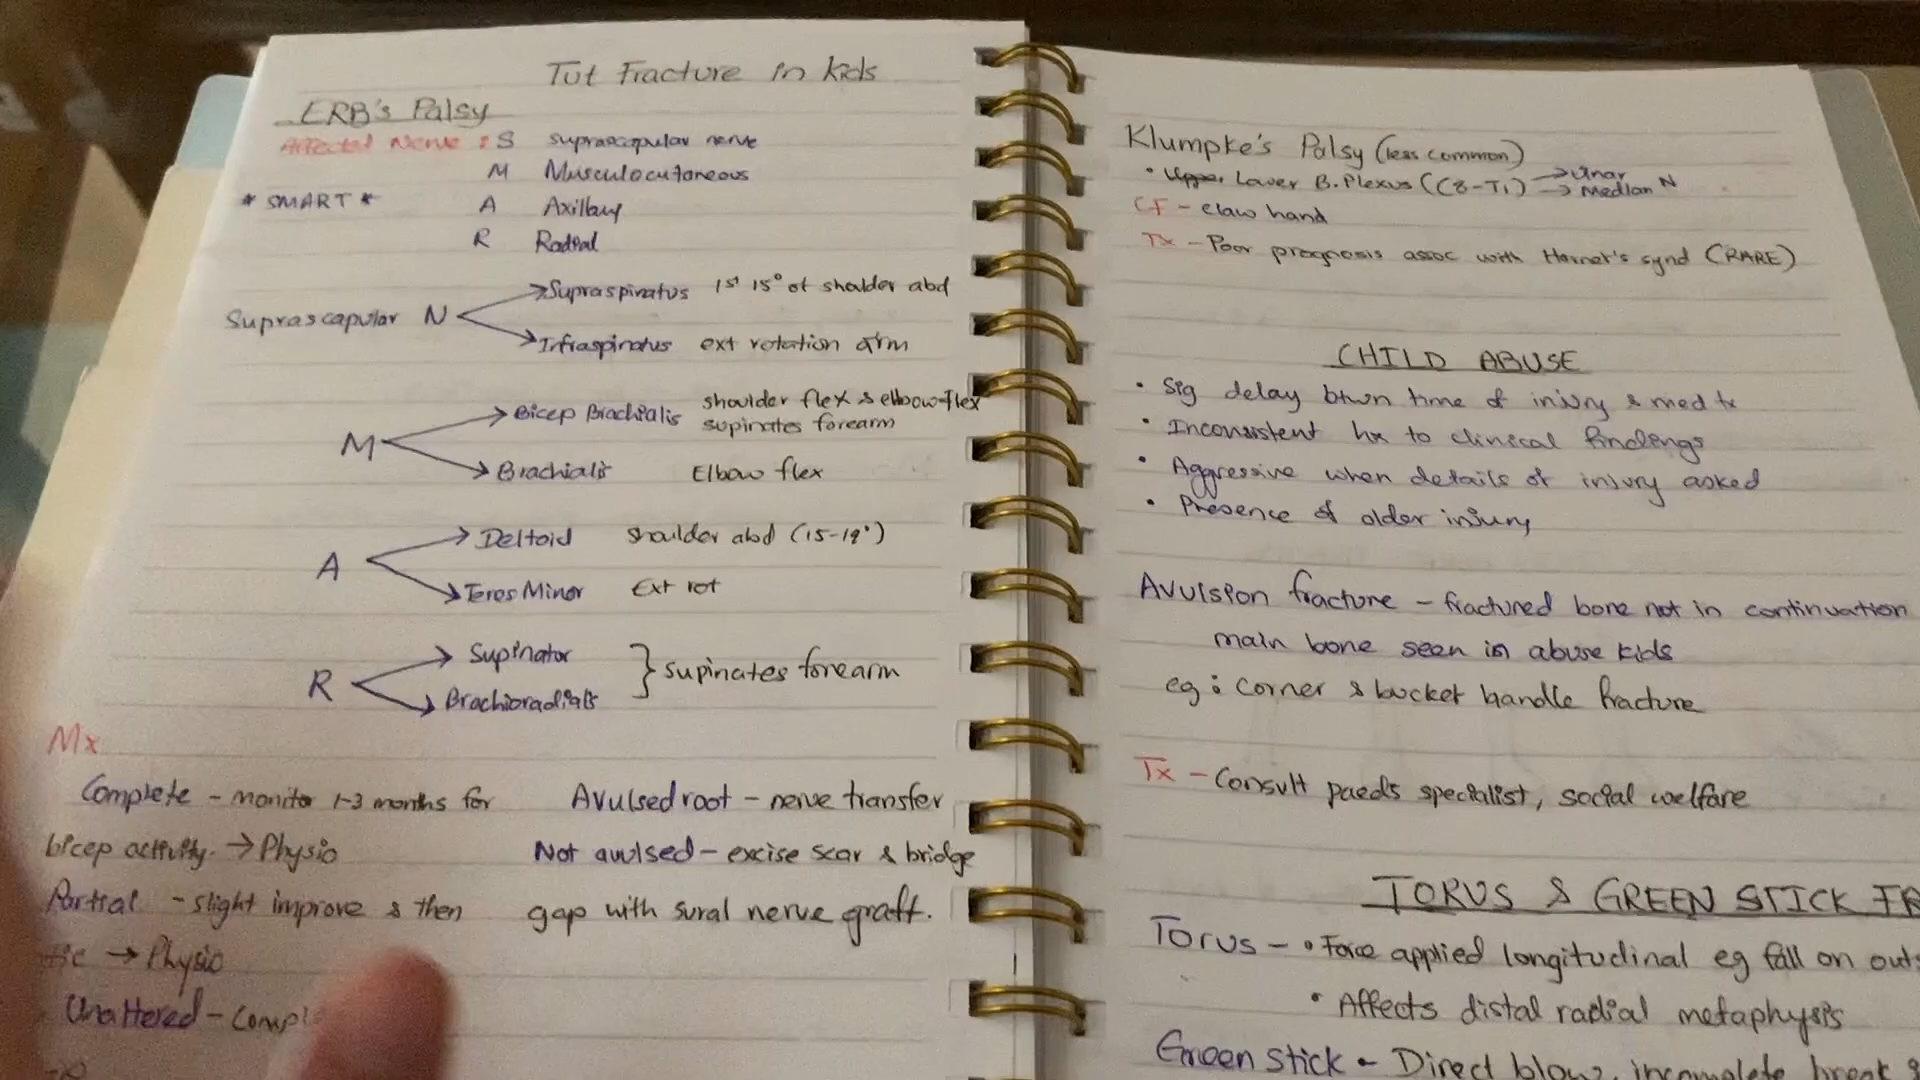 Tut Fracture in kids
ERB's Palsy
Affected Nerve : S suprascapular nerve
M Musculocutaneous
* SMART * A Axillary
R Radial
Suprascapular N
Supraspinatus 1st 15° of shoulder abd
Infraspinatus ext rotation arm
M
Bicep Brachialis shoulder flex & elbow flex
supinates forearm
Brachialis Elbow flex
A
Deltoid shoulder abd (15-19°)
Teres Minor Ext rot
R
Supinator
Brachioradialis } supinates forearm
Mx
Complete - monitor 1-3 months for
bicep activity. → Physio
Partial - slight improve & then
→ Physio
Unaltered - compl
Avulsed root - nerve transfer
Not avulsed - excise scar & bridge
gap with sural nerve graft.
Klumpke's Palsy (less common)
• Upper Lower B. Plexus (C8-T1) → Unar
→ Median N
CF - claw hand
Tx - Poor prognosis assoc with Horner's synd (RARE)
CHILD ABUSE
• Sig delay btwn time of injury & med tx
• Inconsistent hx to clinical findings
• Aggressive when details of injury asked
• Presence of older injury
Avulsion fracture - fractured bone not in continuation
main bone seen in abuse kids
eg : corner & bucket handle fracture
Tx - Consult paeds specialist, social welfare
TORUS & GREEN STICK
Torus - • Force applied longitudinal eg fall on
• Affects distal radial metaphysis
Green stick - Direct blow, incomplete break